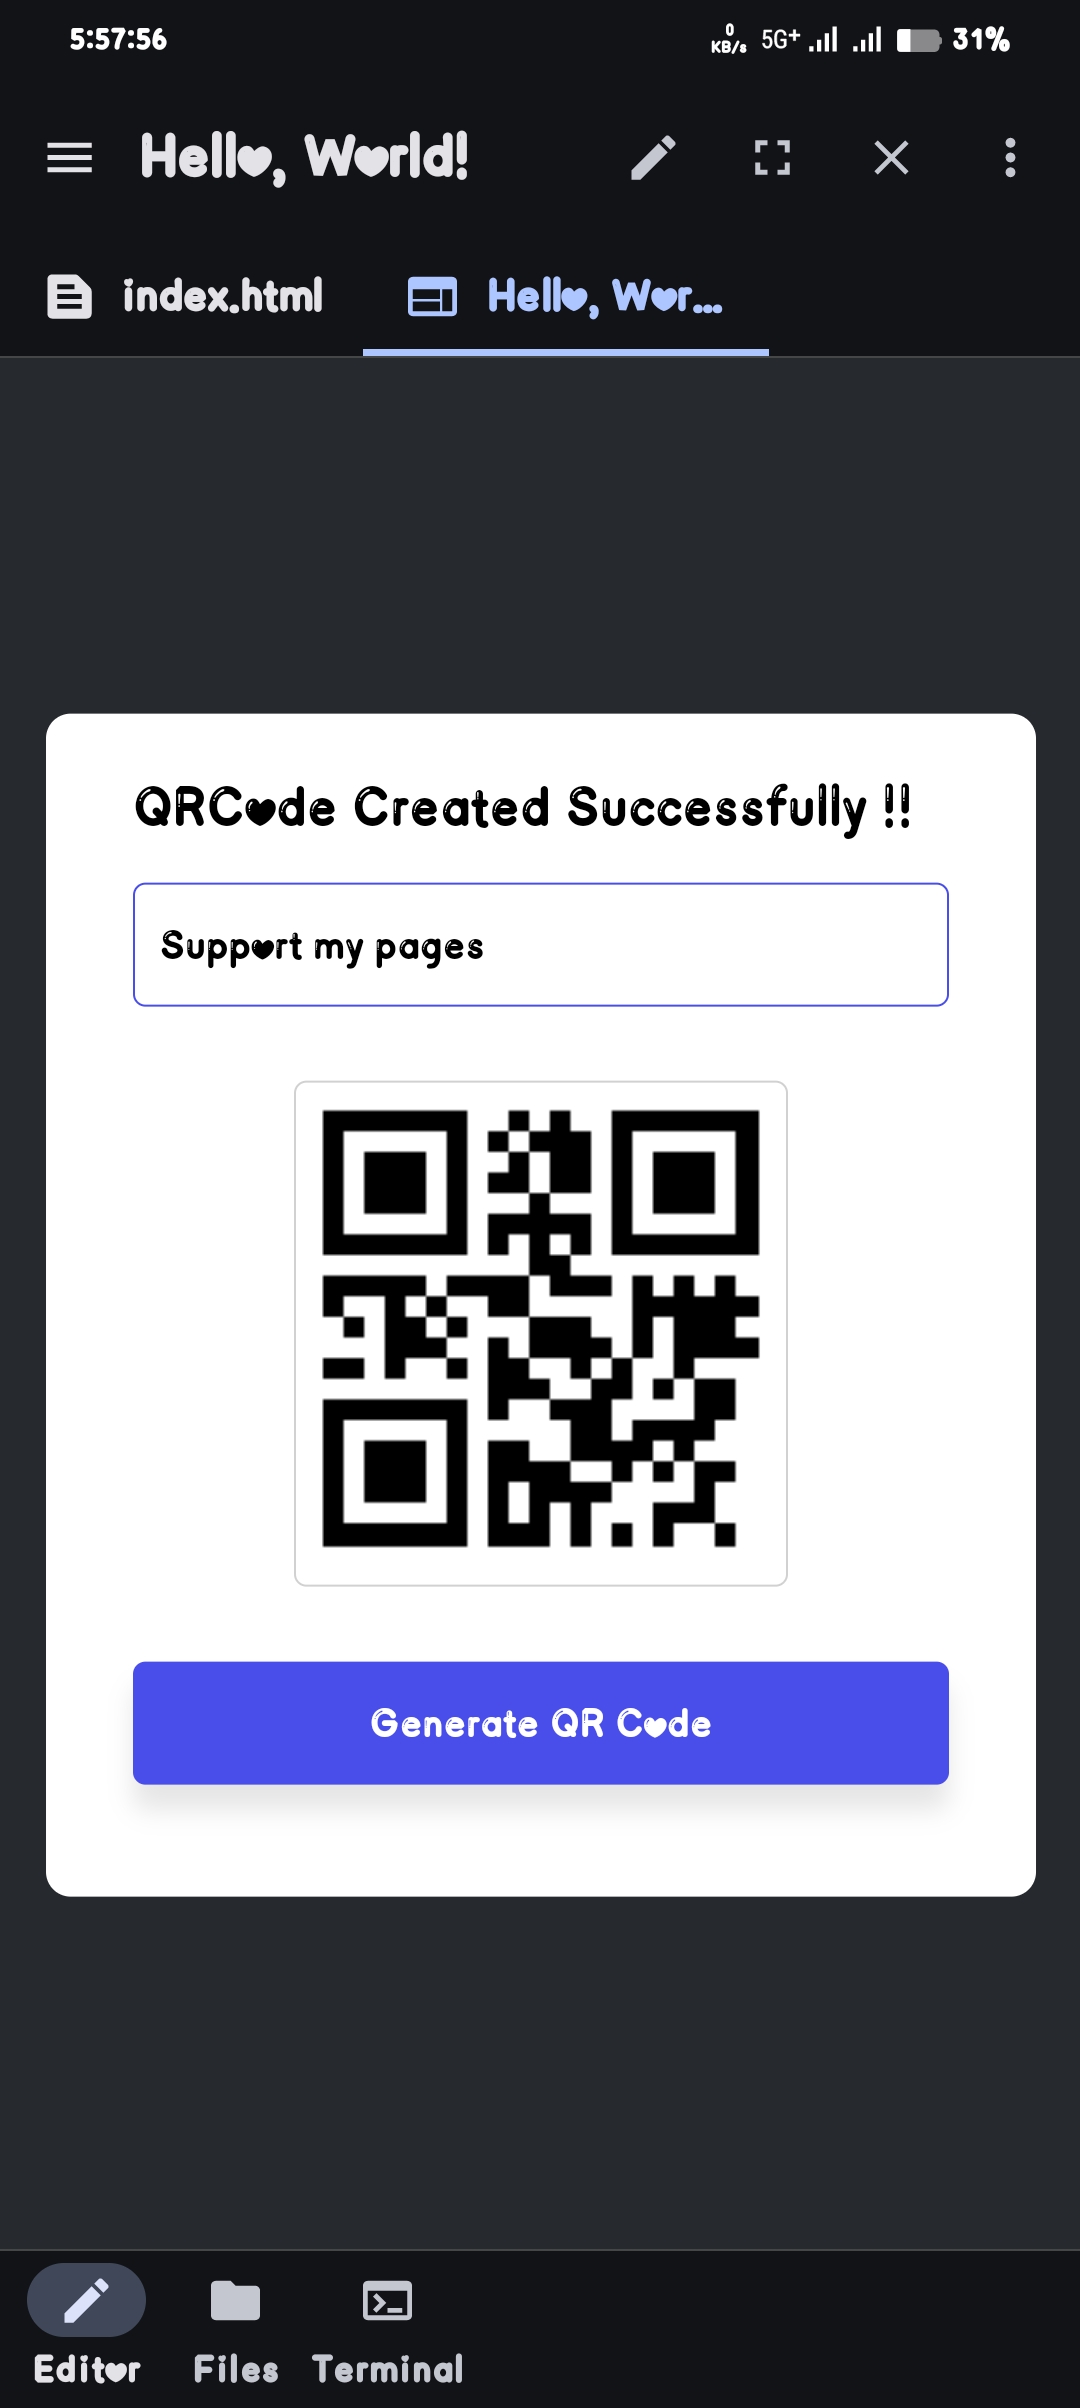 5:57:56
0
KB/s
5G+
31%
Hello, World!
index.html
Hello, Wor...
QRCode Created Successfully !!
Support my pages
Generate QR Code
Editor
Files
Terminal